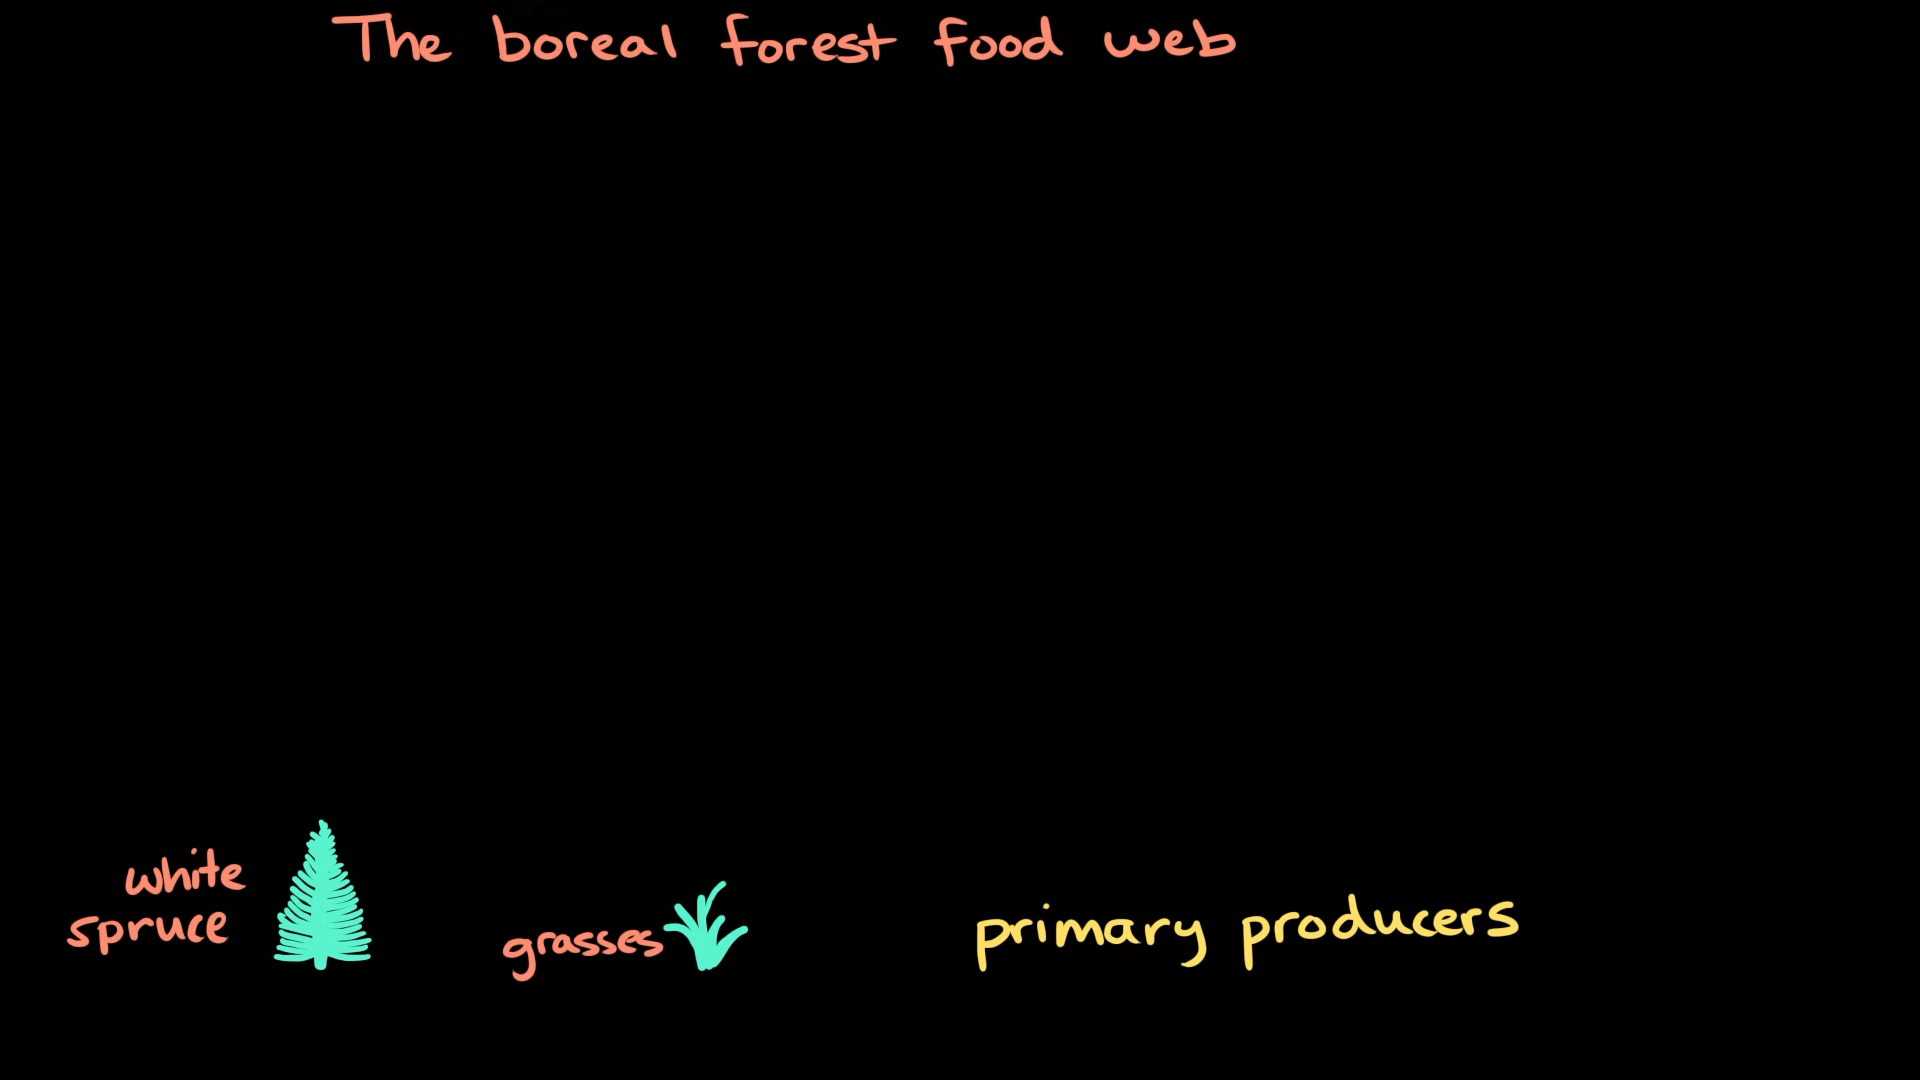 The boreal forest food web
white
spruce
grasses
primary producers